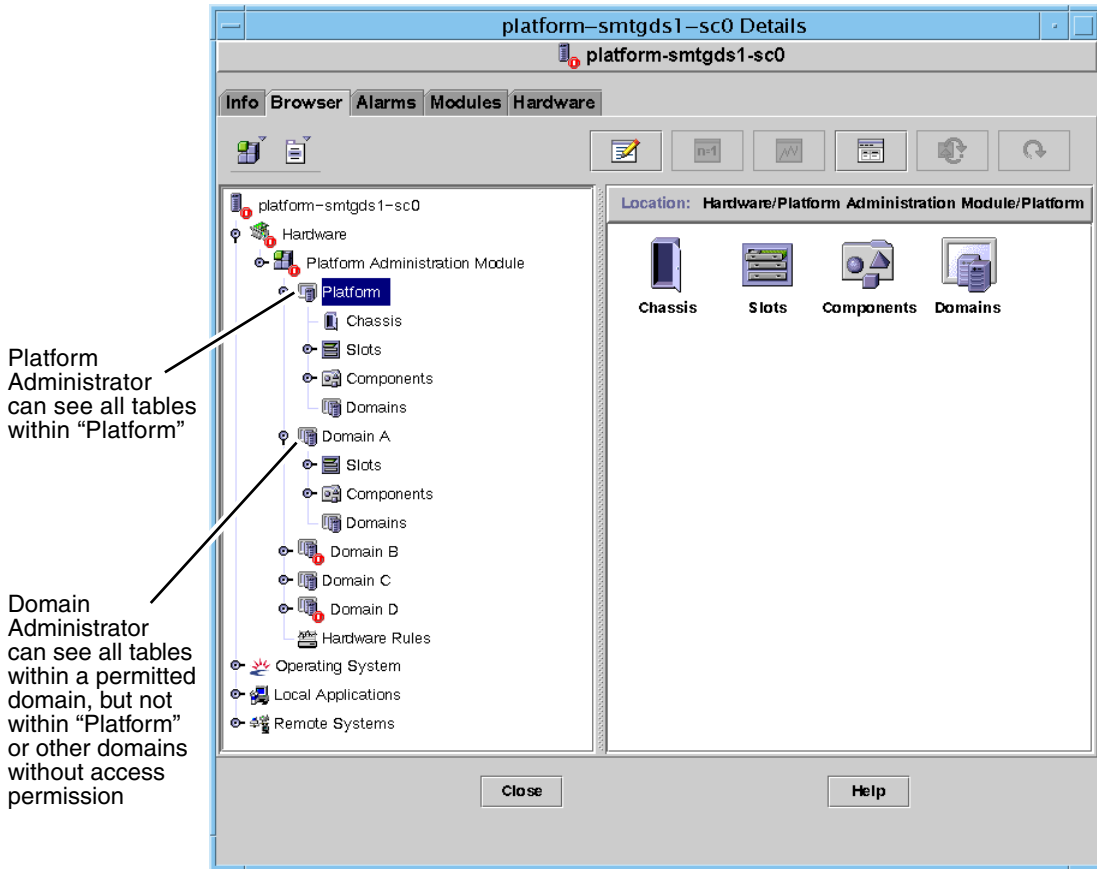 platform–smtgds1–sc0 Details
platform-smtgds1-sc0
Info Browser Alarms Modules Hardware
n=1
platform–smtgds1–sc0
Hardware
Platform Administration Module
Platform
Chassis
Slots
Components
Domains
Domain A
Slots
Components
Domains
Domain B
Domain C
Domain D
Hardware Rules
Operating System
Local Applications
Remote Systems
Location: Hardware/Platform Administration Module/Platform
Chassis Slots Components Domains
Close Help
Platform
Administrator
can see all tables
within “Platform”
Domain
Administrator
can see all tables
within a permitted
domain, but not
within “Platform”
or other domains
without access
permission